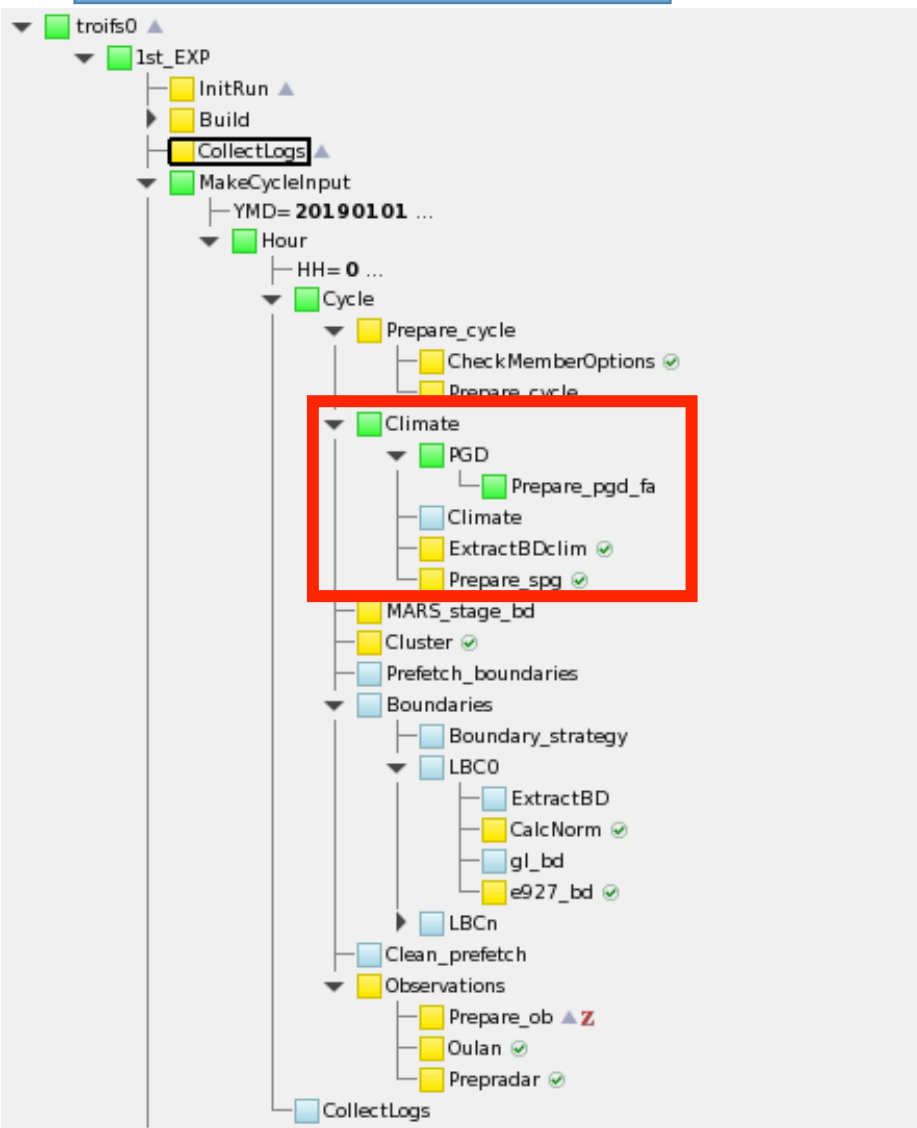 troifs0
1st_EXP
InitRun
Build
CollectLogs
MakeCycleInput
YMD= 20190101 ...
Hour
HH= 0 ...
Cycle
Prepare_cycle
CheckMemberOptions
Prepare_cycle
Climate
PGD
Prepare_pgd_fa
Climate
ExtractBDclim
Prepare_spg
MARS_stage_bd
Cluster
Prefetch_boundaries
Boundaries
Boundary_strategy
LBC0
ExtractBD
CalcNorm
gl_bd
e927_bd
LBCn
Clean_prefetch
Observations
Prepare_ob Z
Oulan
Prepradar
CollectLogs